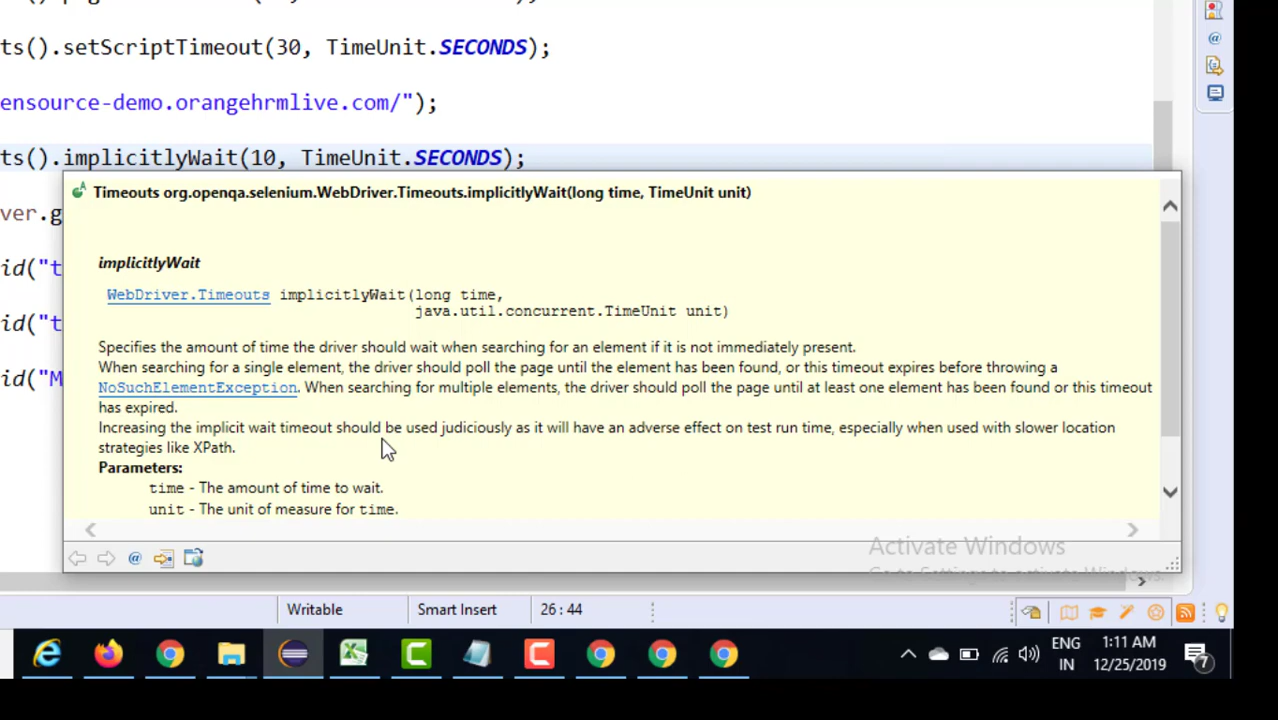 ts().setScriptTimeout(30, TimeUnit.SECONDS);
ensource-demo.orangehrmlive.com/");
ts().implicitlyWait(10, TimeUnit.SECONDS);
Timeouts org.openqa.selenium.WebDriver.Timeouts.implicitlyWait(long time, TimeUnit unit)
ver.g
implicitlyWait
id("t
WebDriver.Timeouts implicitlyWait(long time,
java.util.concurrent.TimeUnit unit)
id("t
Specifies the amount of time the driver should wait when searching for an element if it is not immediately present.
When searching for a single element, the driver should poll the page until the element has been found, or this timeout expires before throwing a
id("M
NoSuchElementException. When searching for multiple elements, the driver should poll the page until at least one element has been found or this timeout
has expired.
Increasing the implicit wait timeout should be used judiciously as it will have an adverse effect on test run time, especially when used with slower location
strategies like XPath.
Parameters:
time - The amount of time to wait.
unit - The unit of measure for time.
Activate Windows
Go to Settings to activate Windows.
Writable
Smart Insert
26 : 44
ENG
IN
1:11 AM
12/25/2019
7